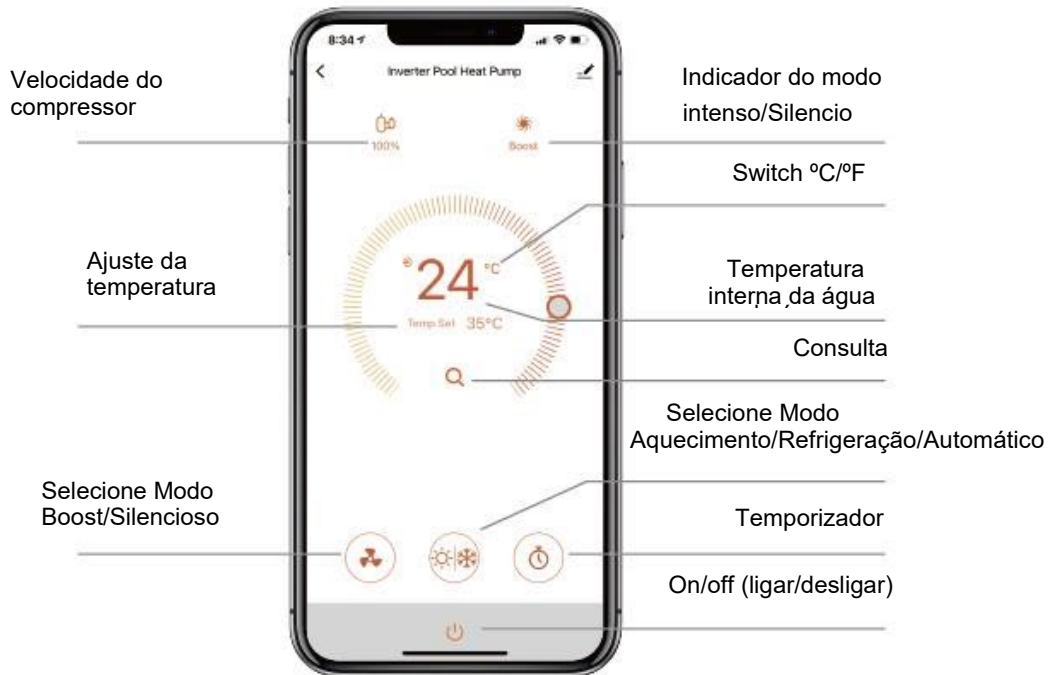 8:34
Inverter Pool Heat Pump
Velocidade do
compressor
Indicador do modo
intenso/Silencio
100%
Boost
Switch ºC/ºF
Ajuste da
temperatura
24 °C
Temp Set 35°C
Temperatura
interna da água
Consulta
Selecione Modo
Aquecimento/Refrigeração/Automático
Selecione Modo
Boost/Silencioso
Temporizador
On/off (ligar/desligar)